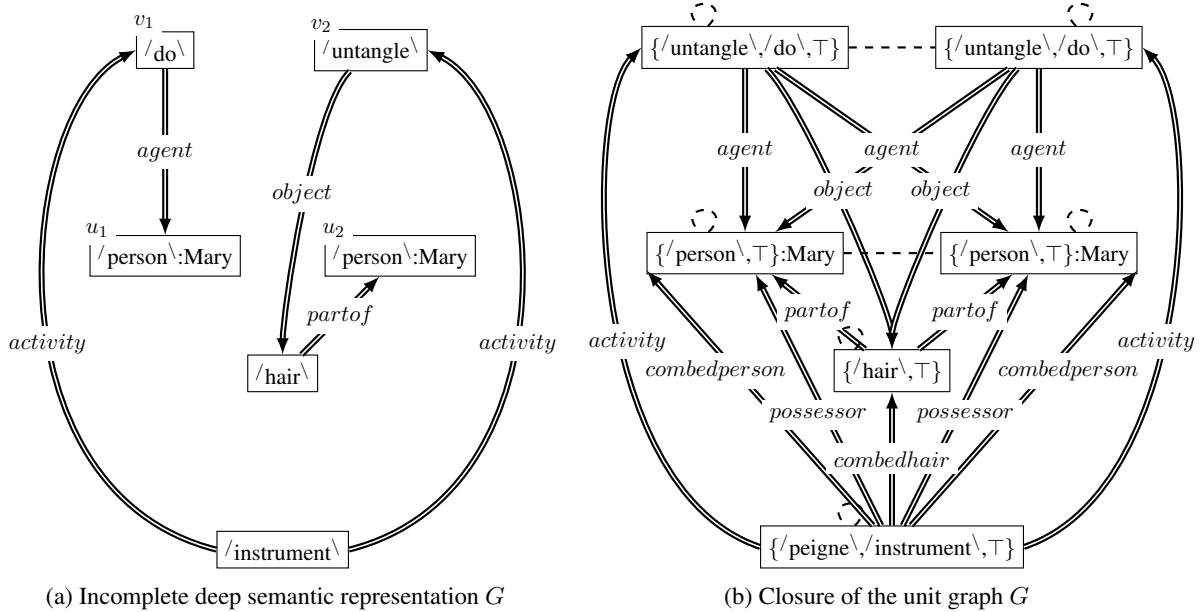 v₁
v₂
/do\
/untangle\
agent
object
u₁
u₂
/person\:Mary
/person\:Mary
partof
activity
activity
/hair\
/instrument\
(a) Incomplete deep semantic representation G
{/untangle\,/do\,⊤}
{/untangle\,/do\,⊤}
agent
agent
agent
object
object
{/person\,⊤}:Mary
{/person\,⊤}:Mary
partof
partof
activity
activity
combedperson
{/hair\,⊤}
combedperson
possessor
possessor
combedhair
{/peigne\,/instrument\,⊤}
(b) Closure of the unit graph G